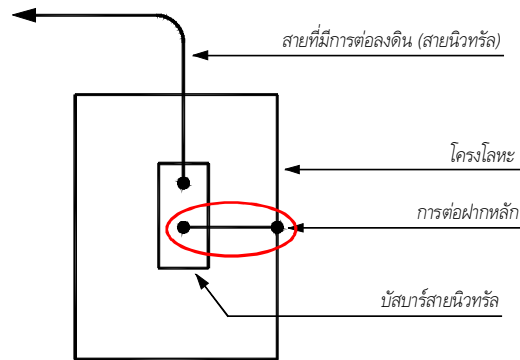 สายที่มีการต่อลงดิน (สายนิวทรัล)
โครงโลหะ
การต่อฝากหลัก
บัสบาร์สายนิวทรัล